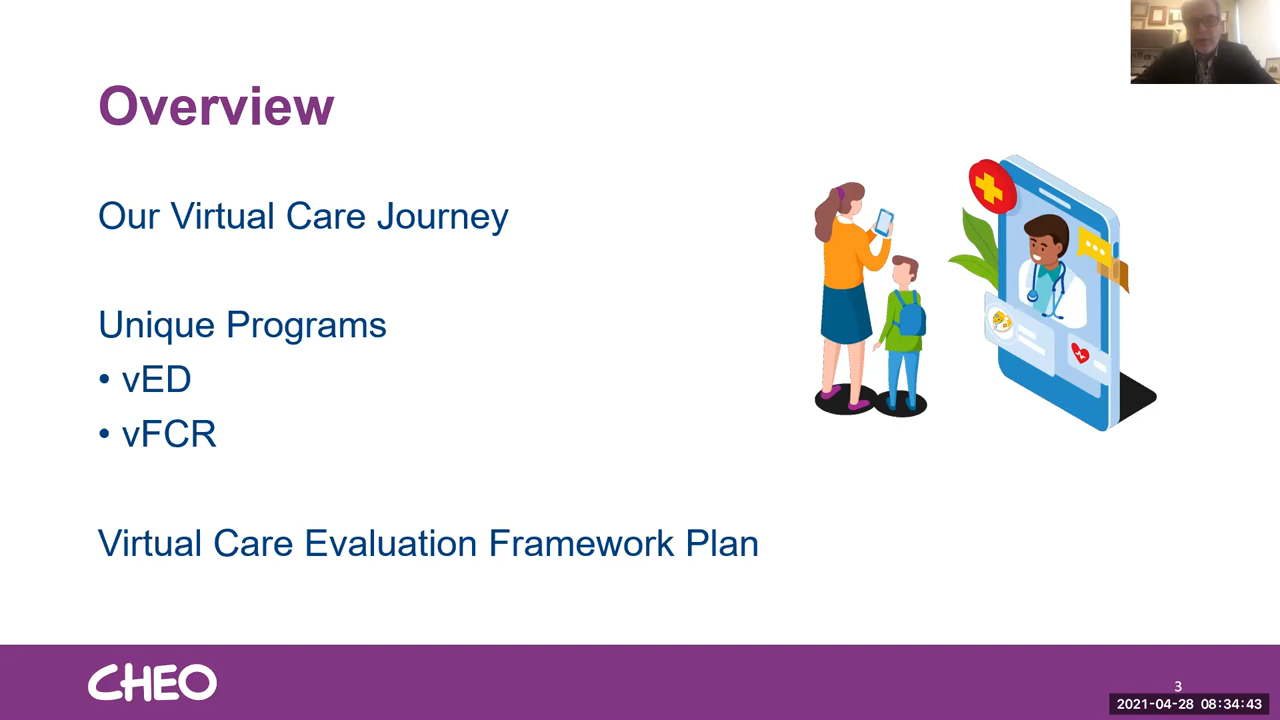 Overview
Our Virtual Care Journey
Unique Programs
• vED
• vFCR
Virtual Care Evaluation Framework Plan
CHEO
3
2021-04-28 08:34:43